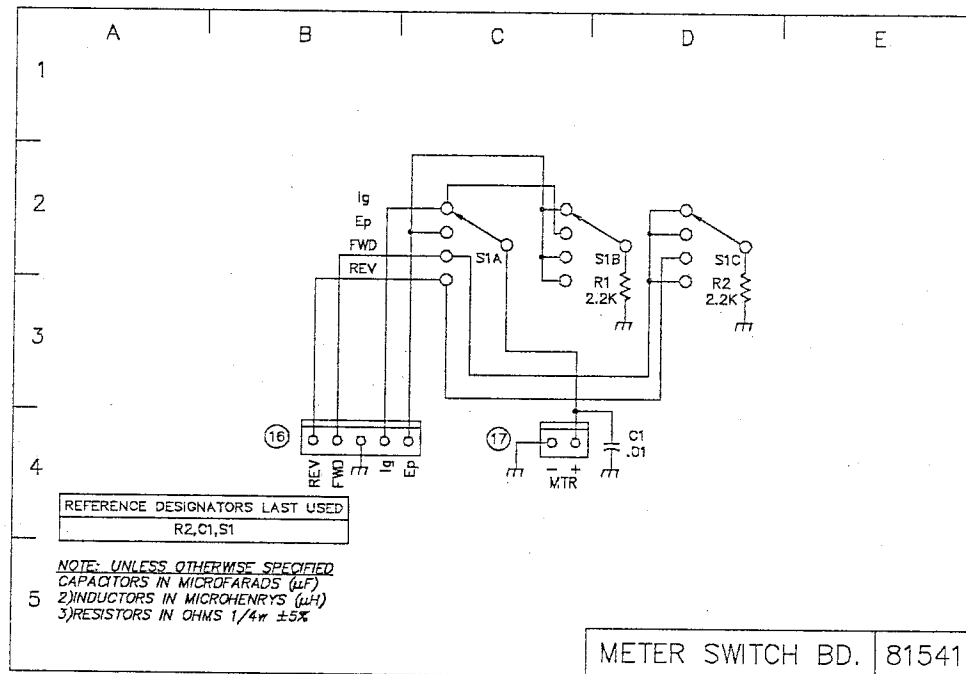 A B C D E
1
2
3
4
5
Ig
Ep
FWD
REV
S1A
S1B
S1C
R1
2.2K
R2
2.2K
16
REV
FWD
Ig
Ep
17
- +
MTR
C1
.01
REFERENCE DESIGNATORS LAST USED
R2,C1,S1
NOTE: UNLESS OTHERWISE SPECIFIED
CAPACITORS IN MICROFARADS (µF)
2)INDUCTORS IN MICROHENRYS (µH)
3)RESISTORS IN OHMS 1/4w ±5%
METER SWITCH BD. 81541